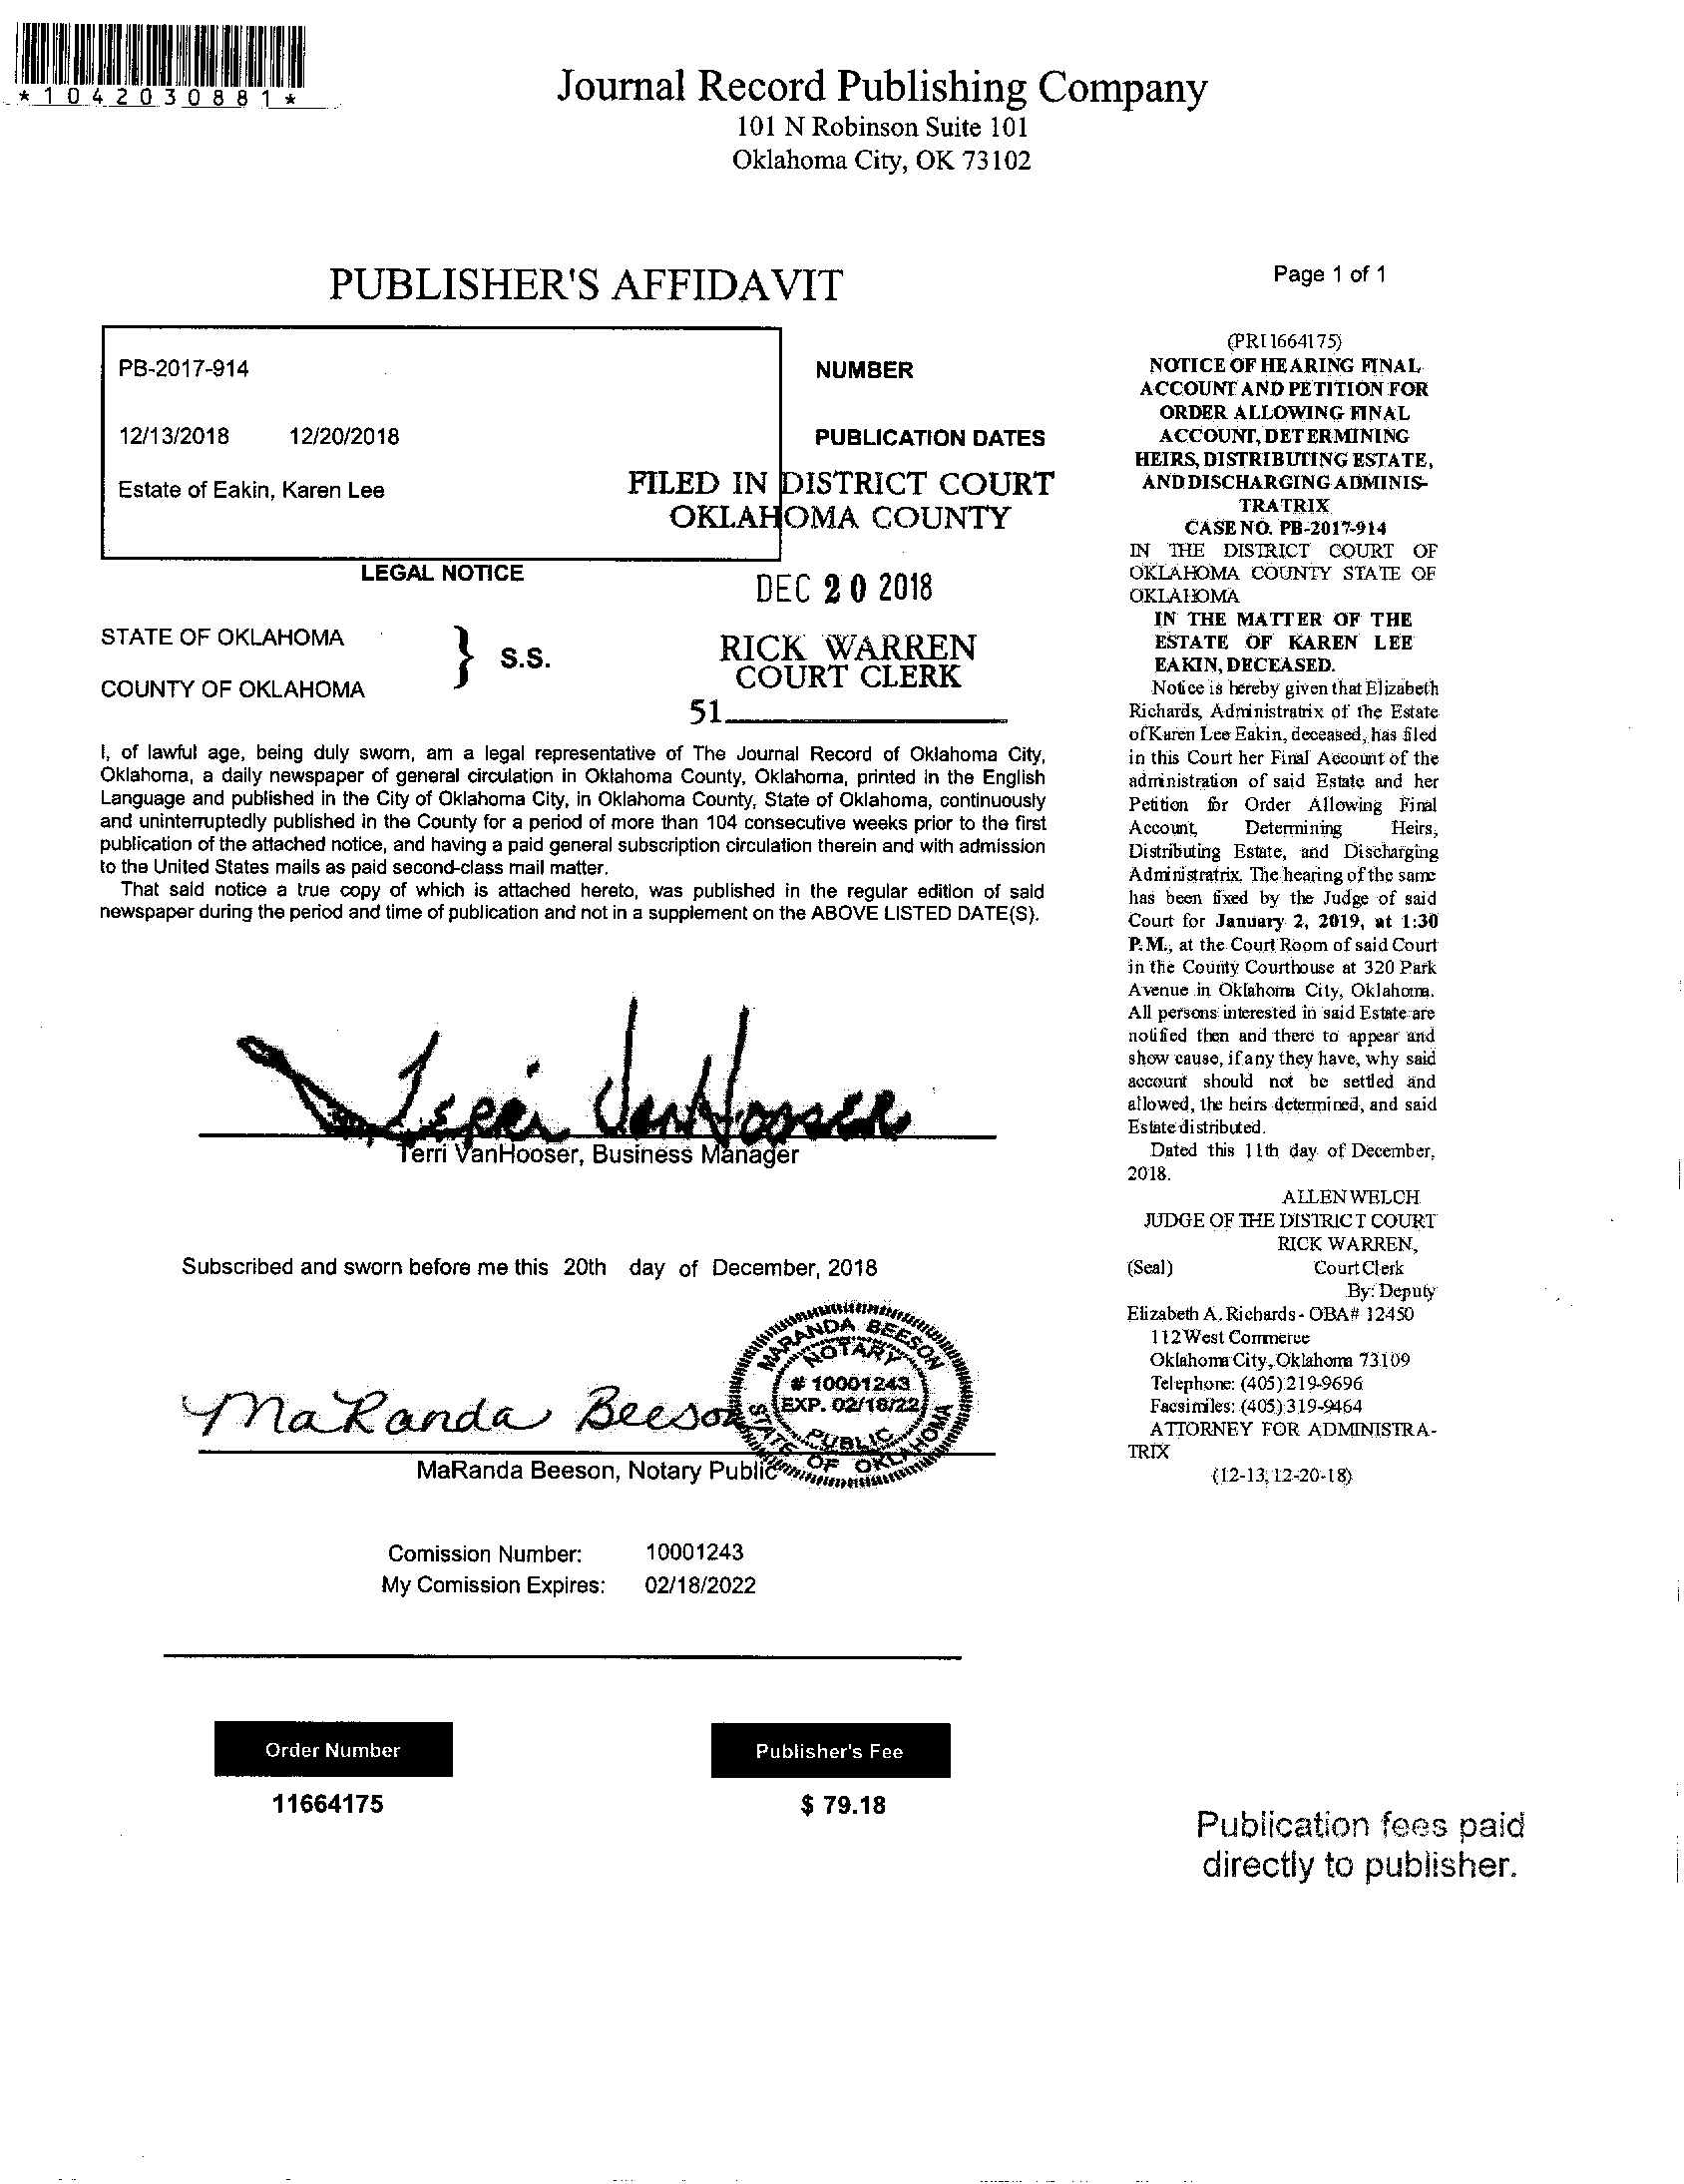 *1042030881*
Journal Record Publishing Company
101 N Robinson Suite 101
Oklahoma City, OK 73102
PUBLISHER'S AFFIDAVIT
PB-2017-914
NUMBER
12/13/2018 12/20/2018
PUBLICATION DATES
Estate of Eakin, Karen Lee
FILED IN DISTRICT COURT
OKLAHOMA COUNTY
LEGAL NOTICE
DEC 20 2018
STATE OF OKLAHOMA
} S.S.
COUNTY OF OKLAHOMA
RICK WARREN
COURT CLERK
51
I, of lawful age, being duly sworn, am a legal representative of The Journal Record of Oklahoma City,
Oklahoma, a daily newspaper of general circulation in Oklahoma County, Oklahoma, printed in the English
Language and published in the City of Oklahoma City, in Oklahoma County, State of Oklahoma, continuously
and uninterruptedly published in the County for a period of more than 104 consecutive weeks prior to the first
publication of the attached notice, and having a paid general subscription circulation therein and with admission
to the United States mails as paid second-class mail matter.
That said notice a true copy of which is attached hereto, was published in the regular edition of said
newspaper during the period and time of publication and not in a supplement on the ABOVE LISTED DATE(S).
Terri VanHooser
Terri VanHooser, Business Manager
Subscribed and sworn before me this 20th day of December, 2018
MaRanda Beeson
MARANDA BEESON
NOTARY
# 10001243
EXP. 02/18/22
PUBLIC
STATE OF OKLAHOMA
MaRanda Beeson, Notary Public
Comission Number: 10001243
My Comission Expires: 02/18/2022
Order Number
Publisher's Fee
11664175
$ 79.18
Page 1 of 1
(PR11664175)
NOTICE OF HEARING FINAL
ACCOUNT AND PETITION FOR
ORDER ALLOWING FINAL
ACCOUNT, DETERMINING
HEIRS, DISTRIBUTING ESTATE,
AND DISCHARGING ADMINIS-
TRATRIX
CASE NO. PB-2017-914
IN THE DISTRICT COURT OF
OKLAHOMA COUNTY STATE OF
OKLAHOMA
IN THE MATTER OF THE
ESTATE OF KAREN LEE
EAKIN, DECEASED.
Notice is hereby given that Elizabeth
Richards, Administratrix of the Estate
of Karen Lee Eakin, deceased, has filed
in this Court her Final Account of the
administration of said Estate and her
Petition for Order Allowing Final
Account, Determining Heirs,
Distributing Estate, and Discharging
Administratrix. The hearing of the same
has been fixed by the Judge of said
Court for January 2, 2019, at 1:30
P.M., at the Court Room of said Court
in the County Courthouse at 320 Park
Avenue in Oklahoma City, Oklahoma.
All persons interested in said Estate are
notified then and there to appear and
show cause, if any they have, why said
account should not be settled and
allowed, the heirs determined, and said
Estate distributed.
Dated this 11th day of December,
2018.
ALLEN WELCH
JUDGE OF THE DISTRICT COURT
RICK WARREN,
(Seal) Court Clerk
By: Deputy
Elizabeth A. Richards - OBA# 12450
112 West Commerce
Oklahoma City, Oklahoma 73109
Telephone: (405) 219-9696
Facsimiles: (405) 319-9464
ATTORNEY FOR ADMINISTRA-
TRIX
(12-13, 12-20-18)
Publication fees paid
directly to publisher.